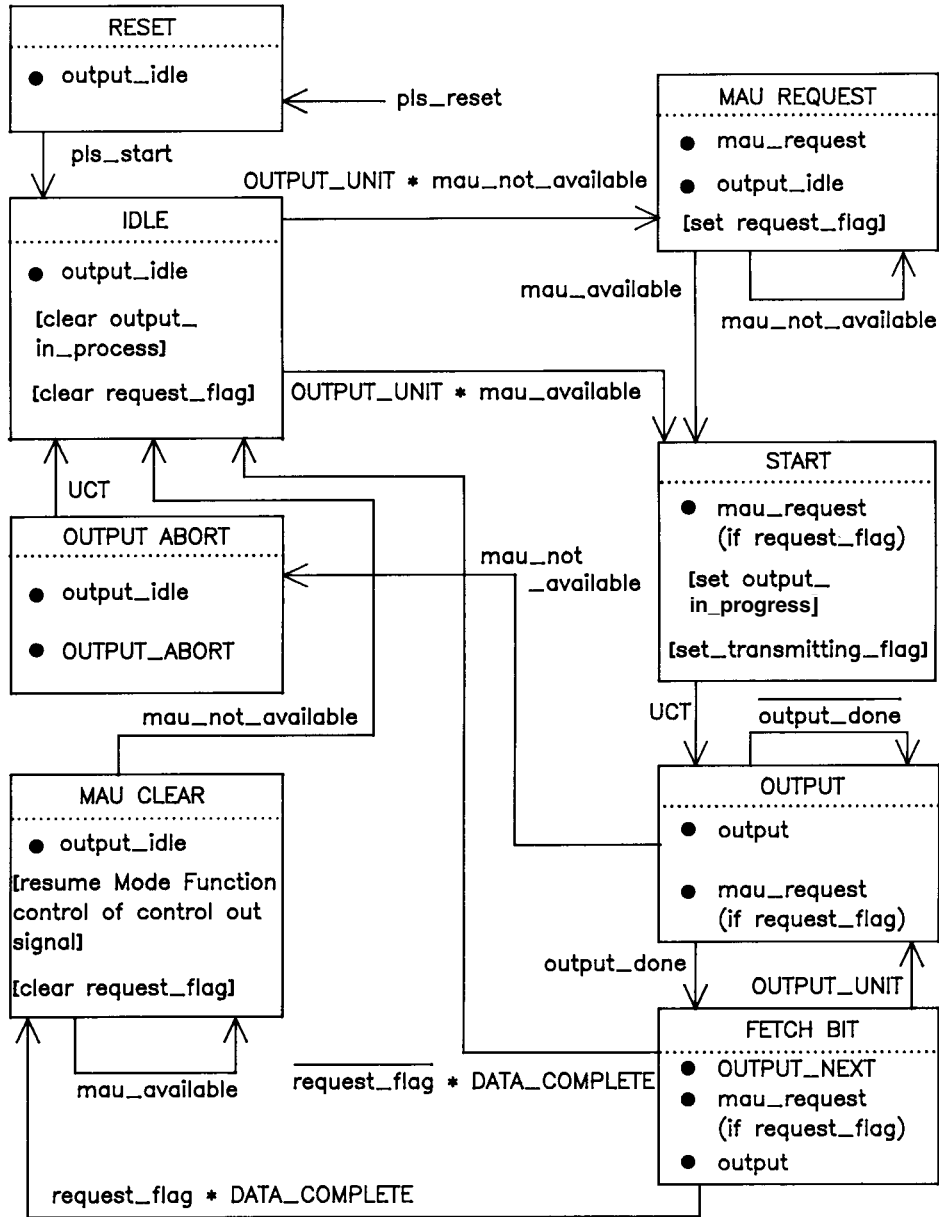 RESET
● output_idle
pls_reset
pls_start
MAU REQUEST
● mau_request
● output_idle
[set request_flag]
OUTPUT_UNIT * mau_not_available
IDLE
● output_idle
[clear output_
in_process]
[clear request_flag]
mau_available
mau_not_available
OUTPUT_UNIT * mau_available
START
● mau_request
(if request_flag)
[set output_
in_progress]
[set_transmitting_flag]
UCT
OUTPUT ABORT
● output_idle
● OUTPUT_ABORT
mau_not
_available
UCT
output_done
mau_not_available
OUTPUT
● output
● mau_request
(if request_flag)
MAU CLEAR
● output_idle
[resume Mode Function
control of control out
signal]
[clear request_flag]
output_done
OUTPUT_UNIT
FETCH BIT
● OUTPUT_NEXT
● mau_request
(if request_flag)
● output
mau_available
request_flag * DATA_COMPLETE
request_flag * DATA_COMPLETE